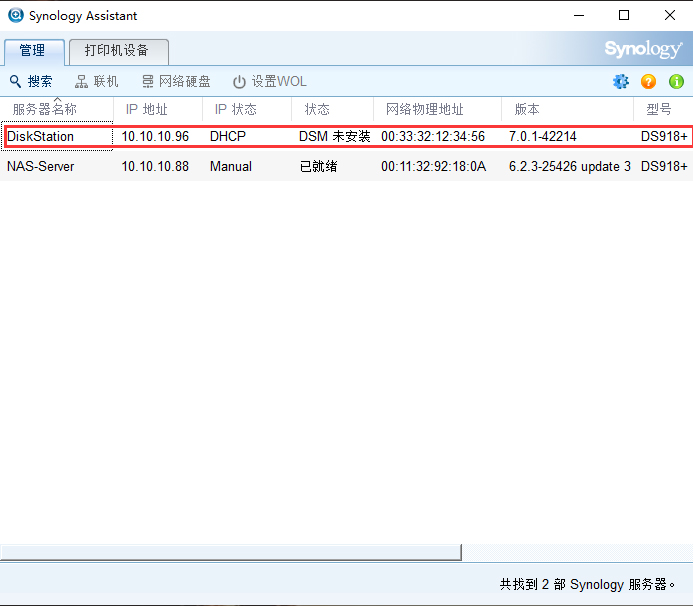 Synology Assistant
管理 打印机设备 Synology
搜索 联机 网络硬盘 设置WOL
服务器名称 IP 地址 IP 状态 状态 网络物理地址 版本 型号
DiskStation 10.10.10.96 DHCP DSM 未安装 00:33:32:12:34:56 7.0.1-42214 DS918+
NAS-Server 10.10.10.88 Manual 已就绪 00:11:32:92:18:0A 6.2.3-25426 update 3 DS918+
共找到 2 部 Synology 服务器。